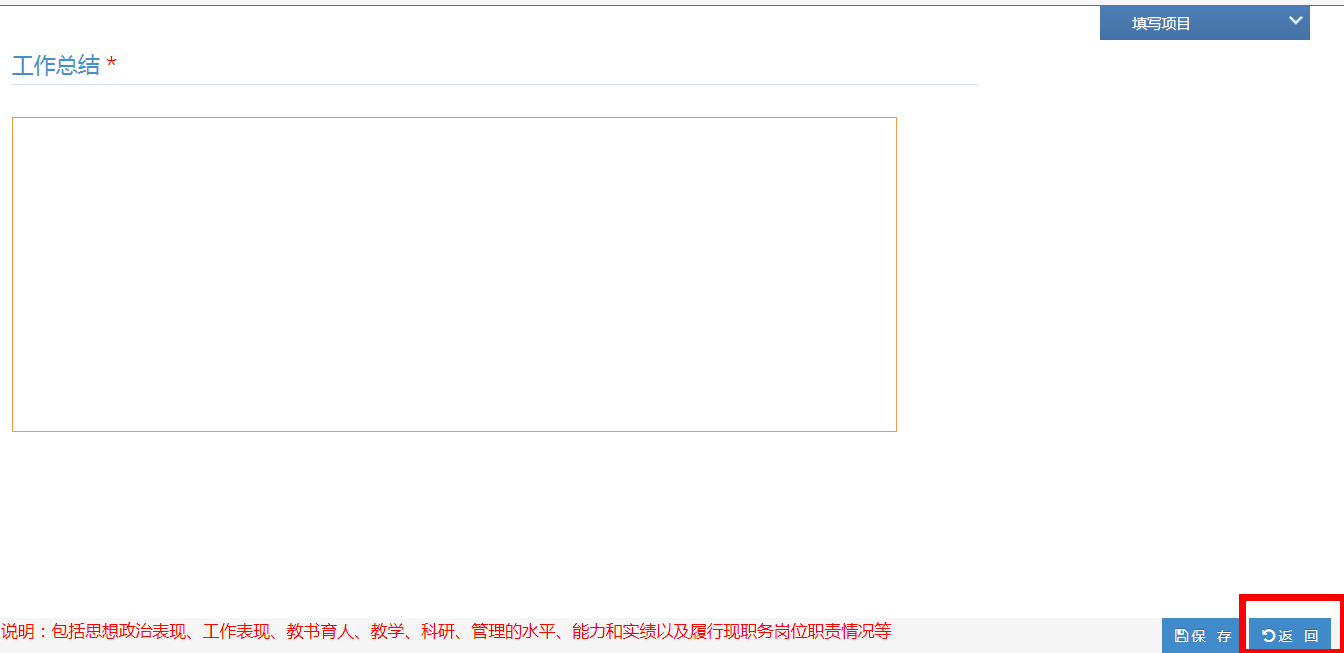 填写项目
工作总结 *
说明：包括思想政治表现、工作表现、教书育人、教学、科研、管理的水平、能力和实绩以及履行现职务岗位职责情况等
保 存
返 回